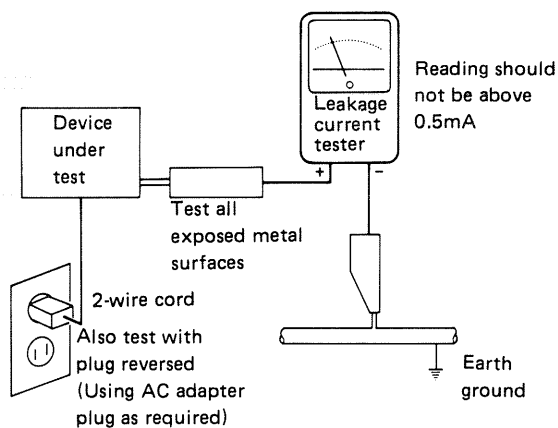 Device
under
test
Leakage
current
tester
+ −
Reading should
not be above
0.5mA
Test all
exposed metal
surfaces
2-wire cord
Also test with
plug reversed
(Using AC adapter
plug as required)
Earth
ground